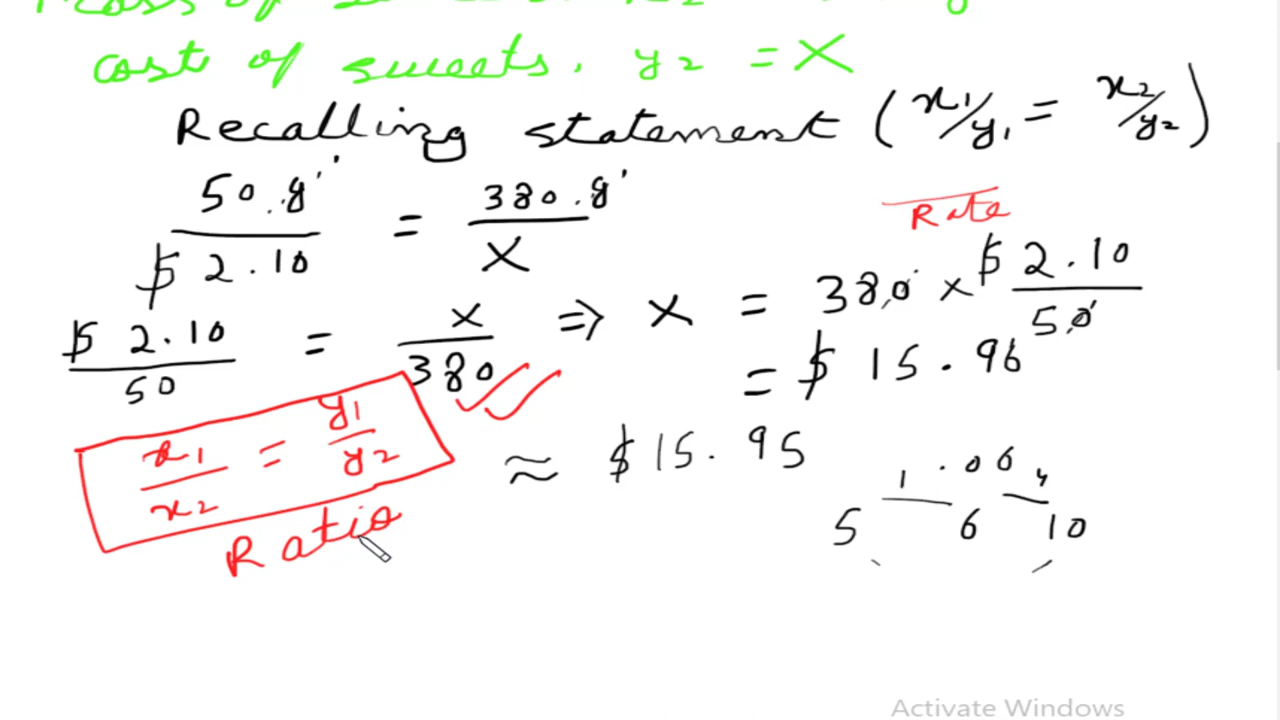 cost of sweets. y2 = X
Recalling statement (x1/y1 = x2/y2)
50.g / $ 2.10 = 380.g / X
Rate
$ 2.10 / 50 = X / 380 => X = 380 x $ 2.10 / 50
= $ 15.96
x1 / x2 = y1 / y2
≈ $15.95
Ratio
1 . 06 4
5 6 10
Activate Windows